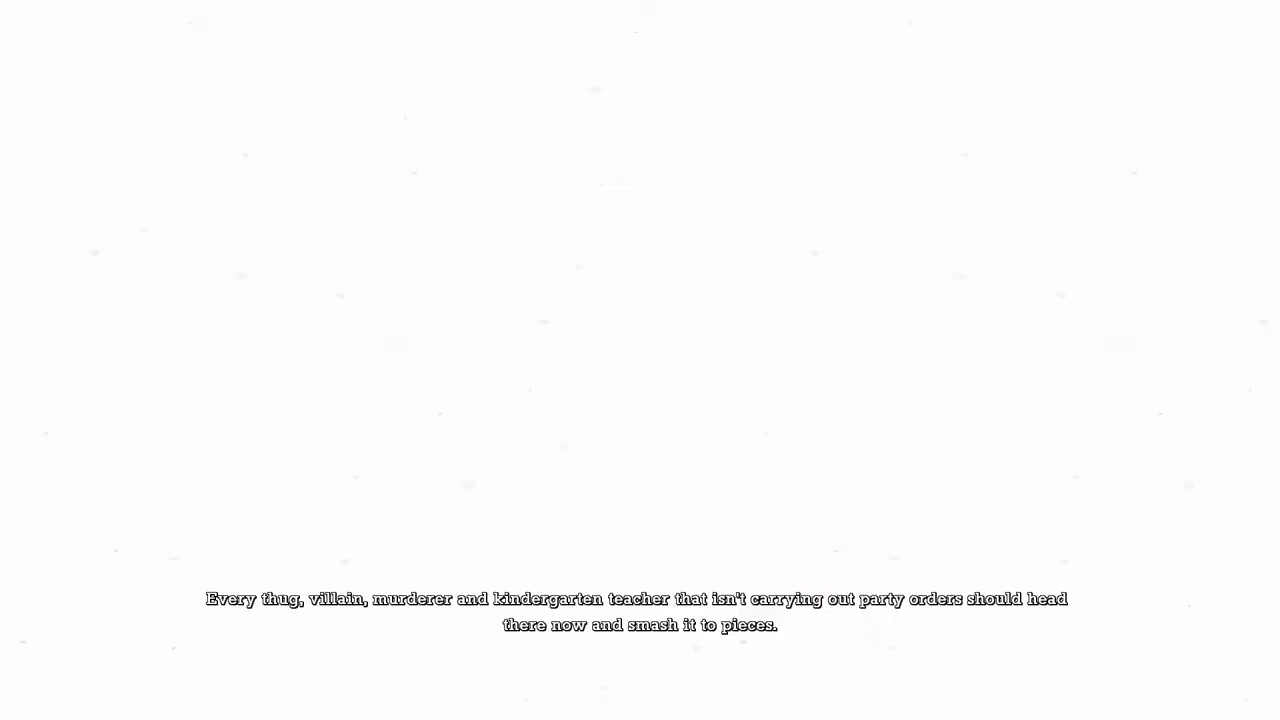 Every thug, villain, murderer and kindergarten teacher that isn't carrying out party orders should head
there now and smash it to pieces.